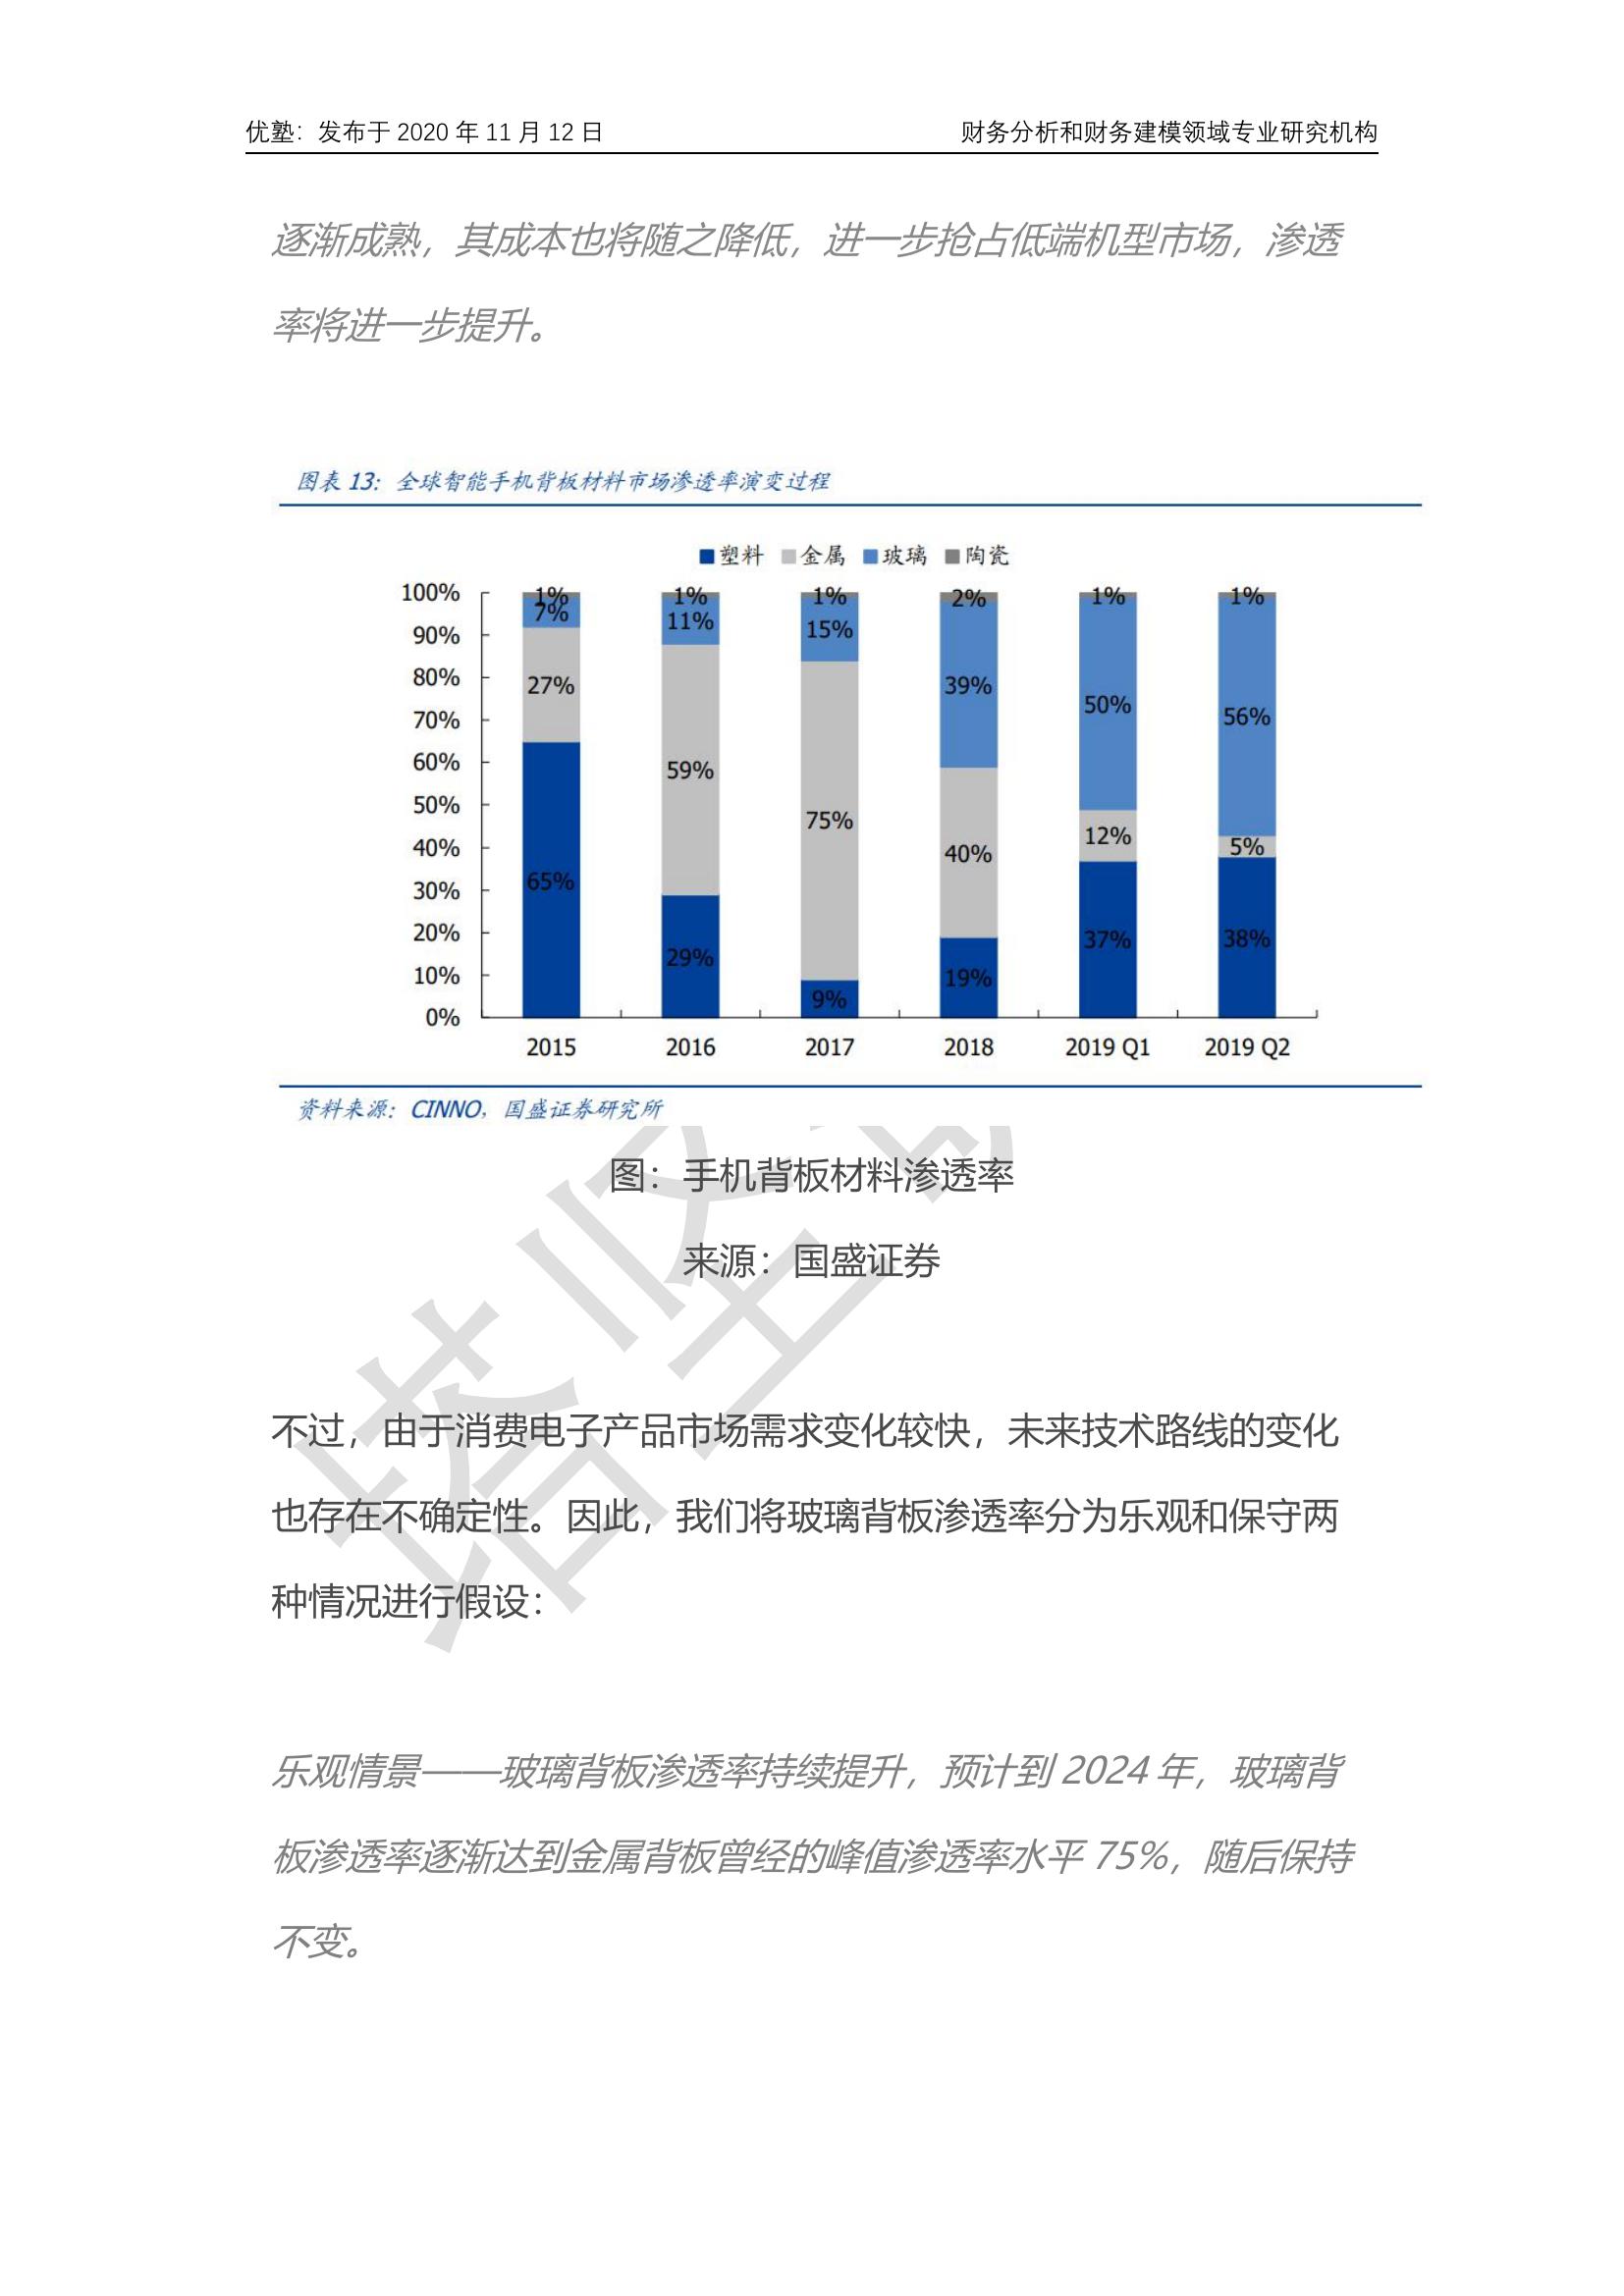 优塾：发布于 2020 年 11 月 12 日 财务分析和财务建模领域专业研究机构
逐渐成熟，其成本也将随之降低，进一步抢占低端机型市场，渗透
率将进一步提升。
图表 13：全球智能手机背板材料市场渗透率演变过程
塑料 金属 玻璃 陶瓷
100%
90%
80%
70%
60%
50%
40%
30%
20%
10%
0%
1% 1% 1% 2% 1% 1%
7% 11% 15% 39% 50% 56%
27% 59% 75% 40% 12% 5%
65% 29% 9% 19% 37% 38%
2015 2016 2017 2018 2019 Q1 2019 Q2
资料来源：CINNO，国盛证券研究所
图：手机背板材料渗透率
来源：国盛证券
不过，由于消费电子产品市场需求变化较快，未来技术路线的变化
也存在不确定性。因此，我们将玻璃背板渗透率分为乐观和保守两
种情况进行假设：
乐观情景——玻璃背板渗透率持续提升，预计到 2024 年，玻璃背
板渗透率逐渐达到金属背板曾经的峰值渗透率水平 75%，随后保持
不变。
塔坚